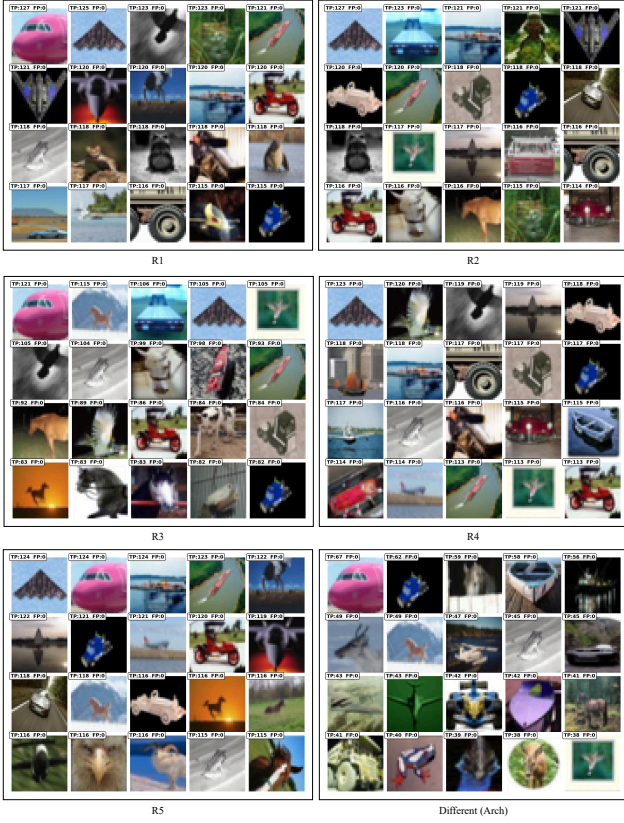 TP:127 FP:0 TP:121 FP:0 TP:123 FP:0 TP:123 FP:0 TP:121 FP:0
TP:121 FP:0 TP:120 FP:0 TP:120 FP:0 TP:120 FP:0 TP:120 FP:0
TP:118 FP:0 TP:118 FP:0 TP:118 FP:0 TP:118 FP:0 TP:118 FP:0
TP:117 FP:0 TP:117 FP:0 TP:116 FP:0 TP:115 FP:0 TP:115 FP:0
R1
TP:127 FP:0 TP:123 FP:0 TP:121 FP:0 TP:121 FP:0 TP:121 FP:0
TP:120 FP:0 TP:120 FP:0 TP:118 FP:0 TP:118 FP:0 TP:118 FP:0
TP:118 FP:0 TP:117 FP:0 TP:117 FP:0 TP:116 FP:0 TP:116 FP:0
TP:116 FP:0 TP:116 FP:0 TP:116 FP:0 TP:115 FP:0 TP:114 FP:0
R2
TP:121 FP:0 TP:115 FP:0 TP:106 FP:0 TP:105 FP:0 TP:105 FP:0
TP:105 FP:0 TP:104 FP:0 TP:99 FP:0 TP:98 FP:0 TP:93 FP:0
TP:92 FP:0 TP:89 FP:0 TP:86 FP:0 TP:84 FP:0 TP:84 FP:0
TP:83 FP:0 TP:83 FP:0 TP:83 FP:0 TP:82 FP:0 TP:82 FP:0
R3
TP:123 FP:0 TP:120 FP:0 TP:119 FP:0 TP:119 FP:0 TP:118 FP:0
TP:118 FP:0 TP:118 FP:0 TP:117 FP:0 TP:117 FP:0 TP:117 FP:0
TP:117 FP:0 TP:116 FP:0 TP:116 FP:0 TP:115 FP:0 TP:115 FP:0
TP:114 FP:0 TP:114 FP:0 TP:113 FP:0 TP:113 FP:0 TP:113 FP:0
R4
TP:124 FP:0 TP:124 FP:0 TP:124 FP:0 TP:123 FP:0 TP:122 FP:0
TP:122 FP:0 TP:121 FP:0 TP:121 FP:0 TP:120 FP:0 TP:119 FP:0
TP:118 FP:0 TP:118 FP:0 TP:116 FP:0 TP:116 FP:0 TP:116 FP:0
TP:116 FP:0 TP:116 FP:0 TP:116 FP:0 TP:115 FP:0 TP:115 FP:0
R5
TP:67 FP:0 TP:62 FP:0 TP:59 FP:0 TP:58 FP:0 TP:56 FP:0
TP:49 FP:0 TP:49 FP:0 TP:47 FP:0 TP:45 FP:0 TP:45 FP:0
TP:43 FP:0 TP:43 FP:0 TP:42 FP:0 TP:42 FP:0 TP:41 FP:0
TP:41 FP:0 TP:40 FP:0 TP:39 FP:0 TP:38 FP:0 TP:38 FP:0
Different (Arch)